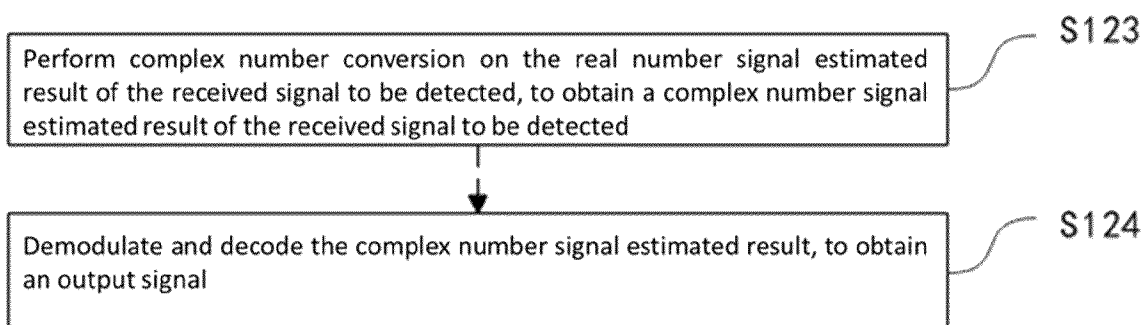 S123
Perform complex number conversion on the real number signal estimated
result of the received signal to be detected, to obtain a complex number signal
estimated result of the received signal to be detected
S124
Demodulate and decode the complex number signal estimated result, to obtain
an output signal